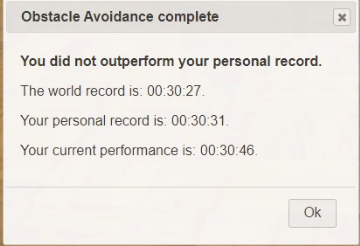 Obstacle Avoidance complete
You did not outperform your personal record.
The world record is: 00:30:27.
Your personal record is: 00:30:31.
Your current performance is: 00:30:46.
Ok